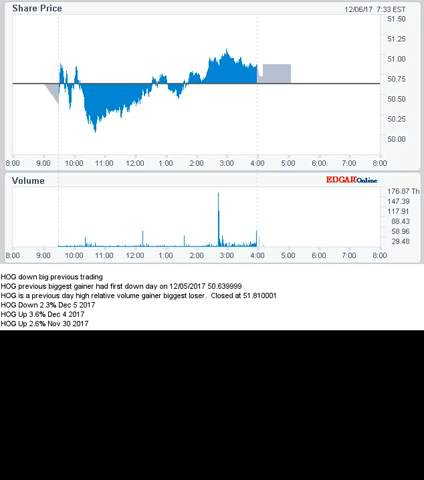 Share Price
12/06/17 7:33 EST
51.50
51.25
51.00
50.75
50.50
50.25
50.00
8:00 9:00 10:00 11:00 12:00 1:00 2:00 3:00 4:00 5:00 6:00 7:00 8:00
Volume
EDGAR Online
176.87 Th
147.39
117.91
88.43
58.96
29.48
8:00 9:00 10:00 11:00 12:00 1:00 2:00 3:00 4:00 5:00 6:00 7:00 8:00
HOG down big previous trading
HOG previous biggest gainer had first down day on 12/05/2017 50.639999
HOG is a previous day high relative volume gainer biggest loser. Closed at 51.810001
HOG Down 2.3% Dec 5 2017
HOG Up 3.6% Dec 4 2017
HOG Up 2.6% Nov 30 2017